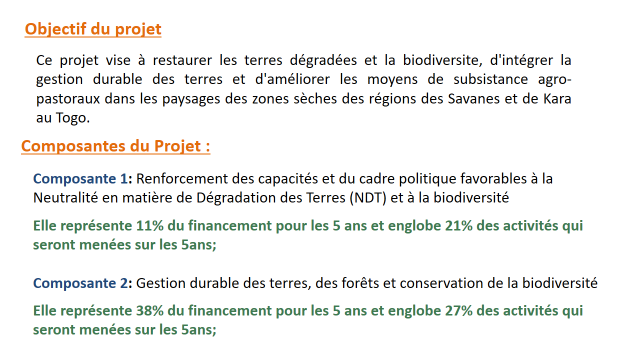 Objectif du projet
Ce projet vise à restaurer les terres dégradées et la biodiversite, d'intégrer la
gestion durable des terres et d'améliorer les moyens de subsistance agro-
pastoraux dans les paysages des zones sèches des régions des Savanes et de Kara
au Togo.
Composantes du Projet :
Composante 1: Renforcement des capacités et du cadre politique favorables à la
Neutralité en matière de Dégradation des Terres (NDT) et à la biodiversité
Elle représente 11% du financement pour les 5 ans et englobe 21% des activités qui
seront menées sur les 5ans;
Composante 2: Gestion durable des terres, des forêts et conservation de la biodiversité
Elle représente 38% du financement pour les 5 ans et englobe 27% des activités qui
seront menées sur les 5ans;